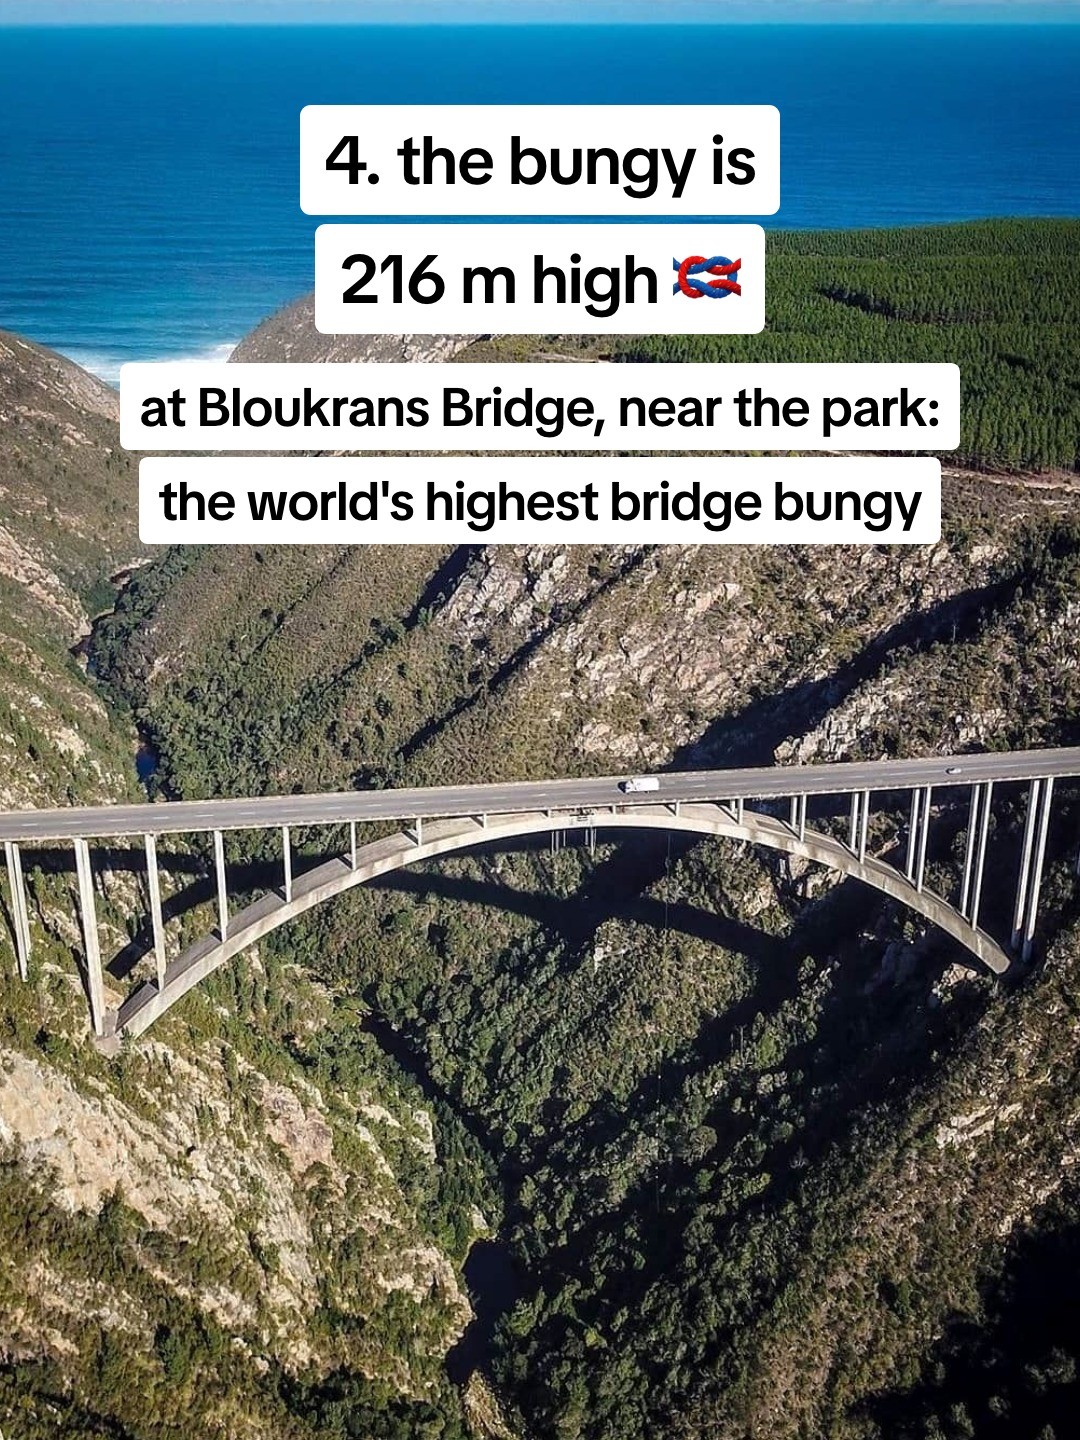 4. the bungy is
216 m high 🪢
at Bloukrans Bridge, near the park:
the world's highest bridge bungy